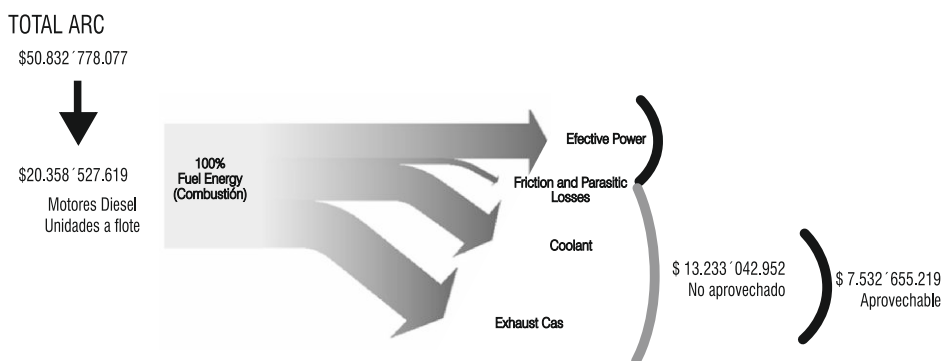 TOTAL ARC
$50.832´778.077
$20.358´527.619
Motores Diesel
Unidades a flote
100%
Fuel Energy
(Combustión)
Efective Power
Friction and Parasitic
Losses
Coolant
Exhaust Cas
$ 13.233´042.952
No aprovechado
$ 7.532´655.219
Aprovechable